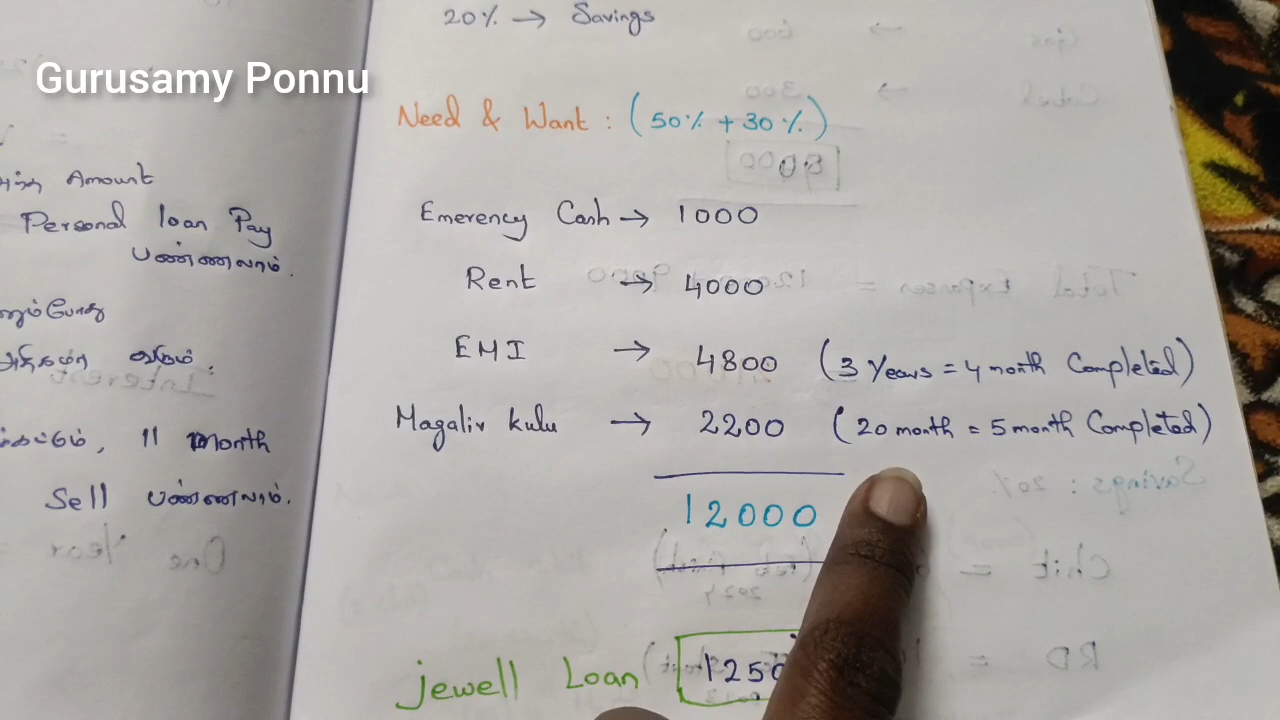 Gurusamy Ponnu
Amount
Personal loan Pay
பண்ணலாம்.
வரும்.
11 month
Sell பண்ணலாம்.
20% → Savings
Need & Want : (50% + 30%)
Emerency Cash → 1000
Rent → 4000
EMI → 4800 (3 Years = 4 month Completed)
Magalir kulu → 2200 (20 month = 5 month Completed)
12000
jewell Loan 1250